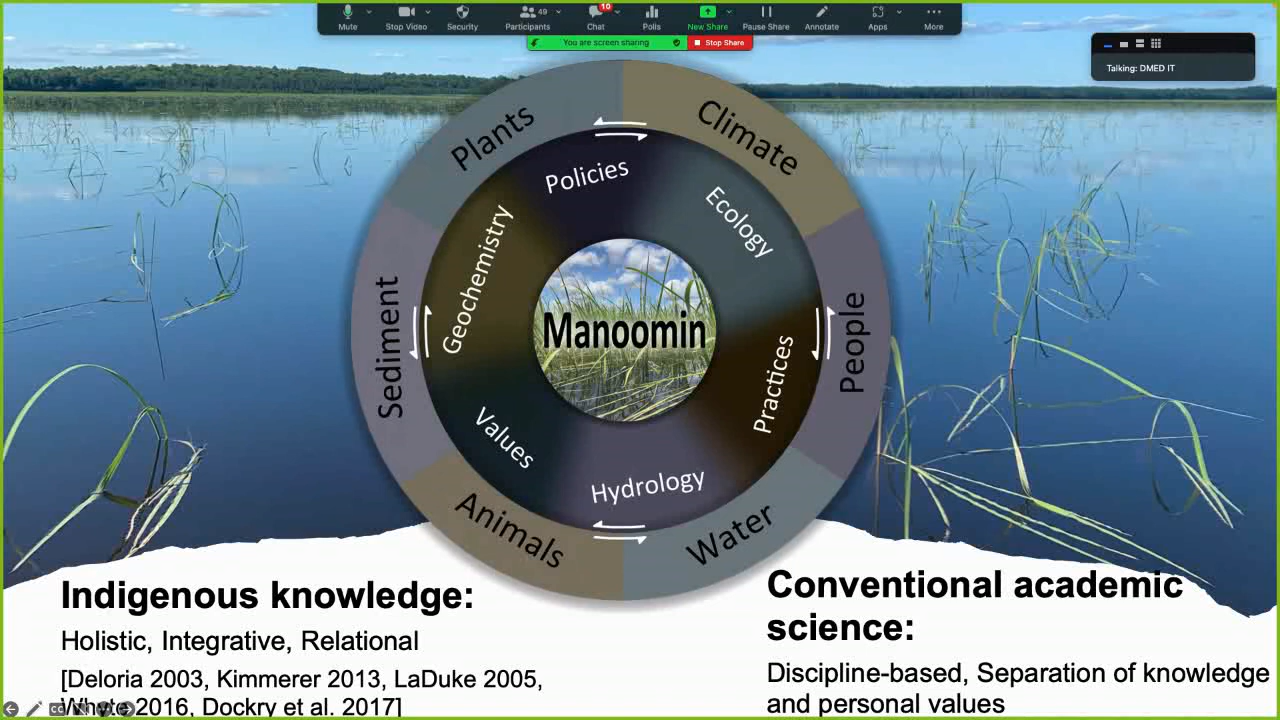 Mute
Stop Video
Security
Participants
49
Chat
10
Polls
New Share
Pause Share
Annotate
Apps
More
You are screen sharing
Stop Share
Talking: DMED IT
Plants
Climate
Policies
Ecology
Geochemistry
Sediment
Manoomin
People
Practices
Values
Hydrology
Animals
Water
Indigenous knowledge:
Holistic, Integrative, Relational
[Deloria 2003, Kimmerer 2013, LaDuke 2005,
Whyte 2016, Dockry et al. 2017]
Conventional academic
science:
Discipline-based, Separation of knowledge
and personal values